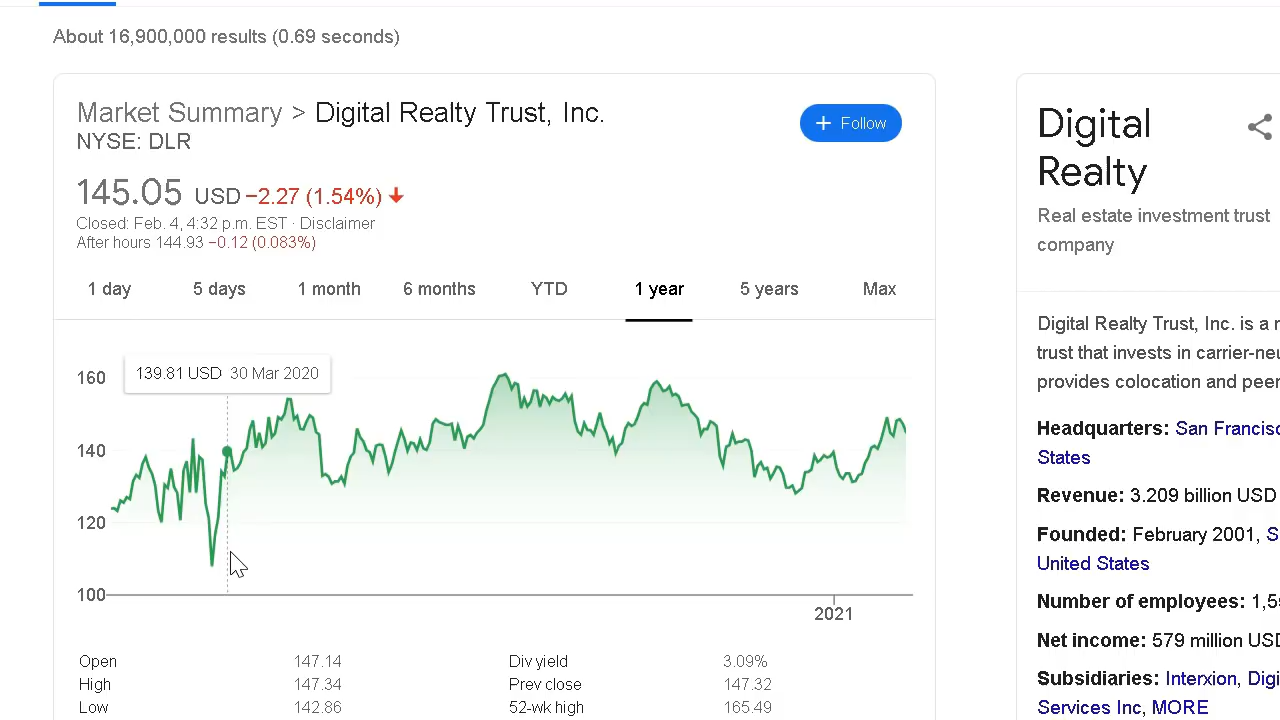 About 16,900,000 results (0.69 seconds)
Market Summary > Digital Realty Trust, Inc.
NYSE: DLR
+ Follow
145.05 USD −2.27 (1.54%)
Closed: Feb. 4, 4:32 p.m. EST · Disclaimer
After hours 144.93 −0.12 (0.083%)
1 day 5 days 1 month 6 months YTD 1 year 5 years Max
139.81 USD 30 Mar 2020
160
140
120
100
2021
Open 147.14 Div yield 3.09%
High 147.34 Prev close 147.32
Low 142.86 52-wk high 165.49
Digital
Realty
Real estate investment trust
company
Digital Realty Trust, Inc. is a
trust that invests in
provides colocation and
Headquarters: San
States
Revenue: 3.209 billion USD
Founded: February 2001,
United States
Number of employees:
Net income: 579 million
Subsidiaries: Interxion,
Services Inc, MORE